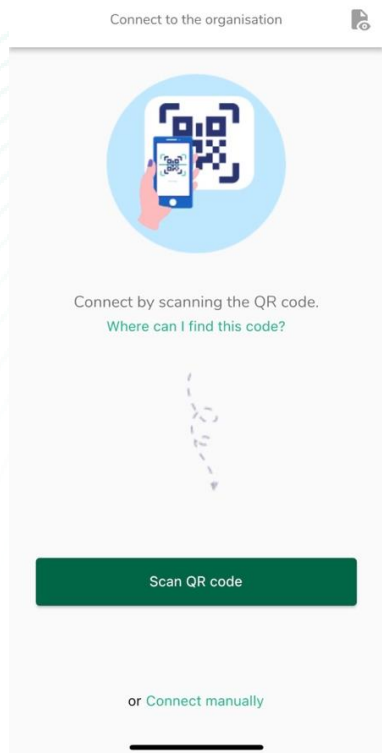 Connect to the organisation
Connect by scanning the QR code.
Where can I find this code?
Scan QR code
or Connect manually